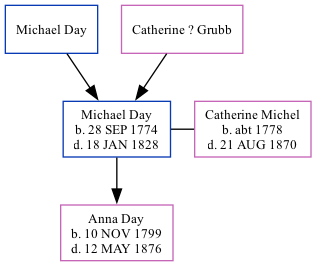 Michael Day
Catherine ? Grubb
Michael Day
b. 28 SEP 1774
d. 18 JAN 1828
Catherine Michel
b. abt 1778
d. 21 AUG 1870
Anna Day
b. 10 NOV 1799
d. 12 MAY 1876